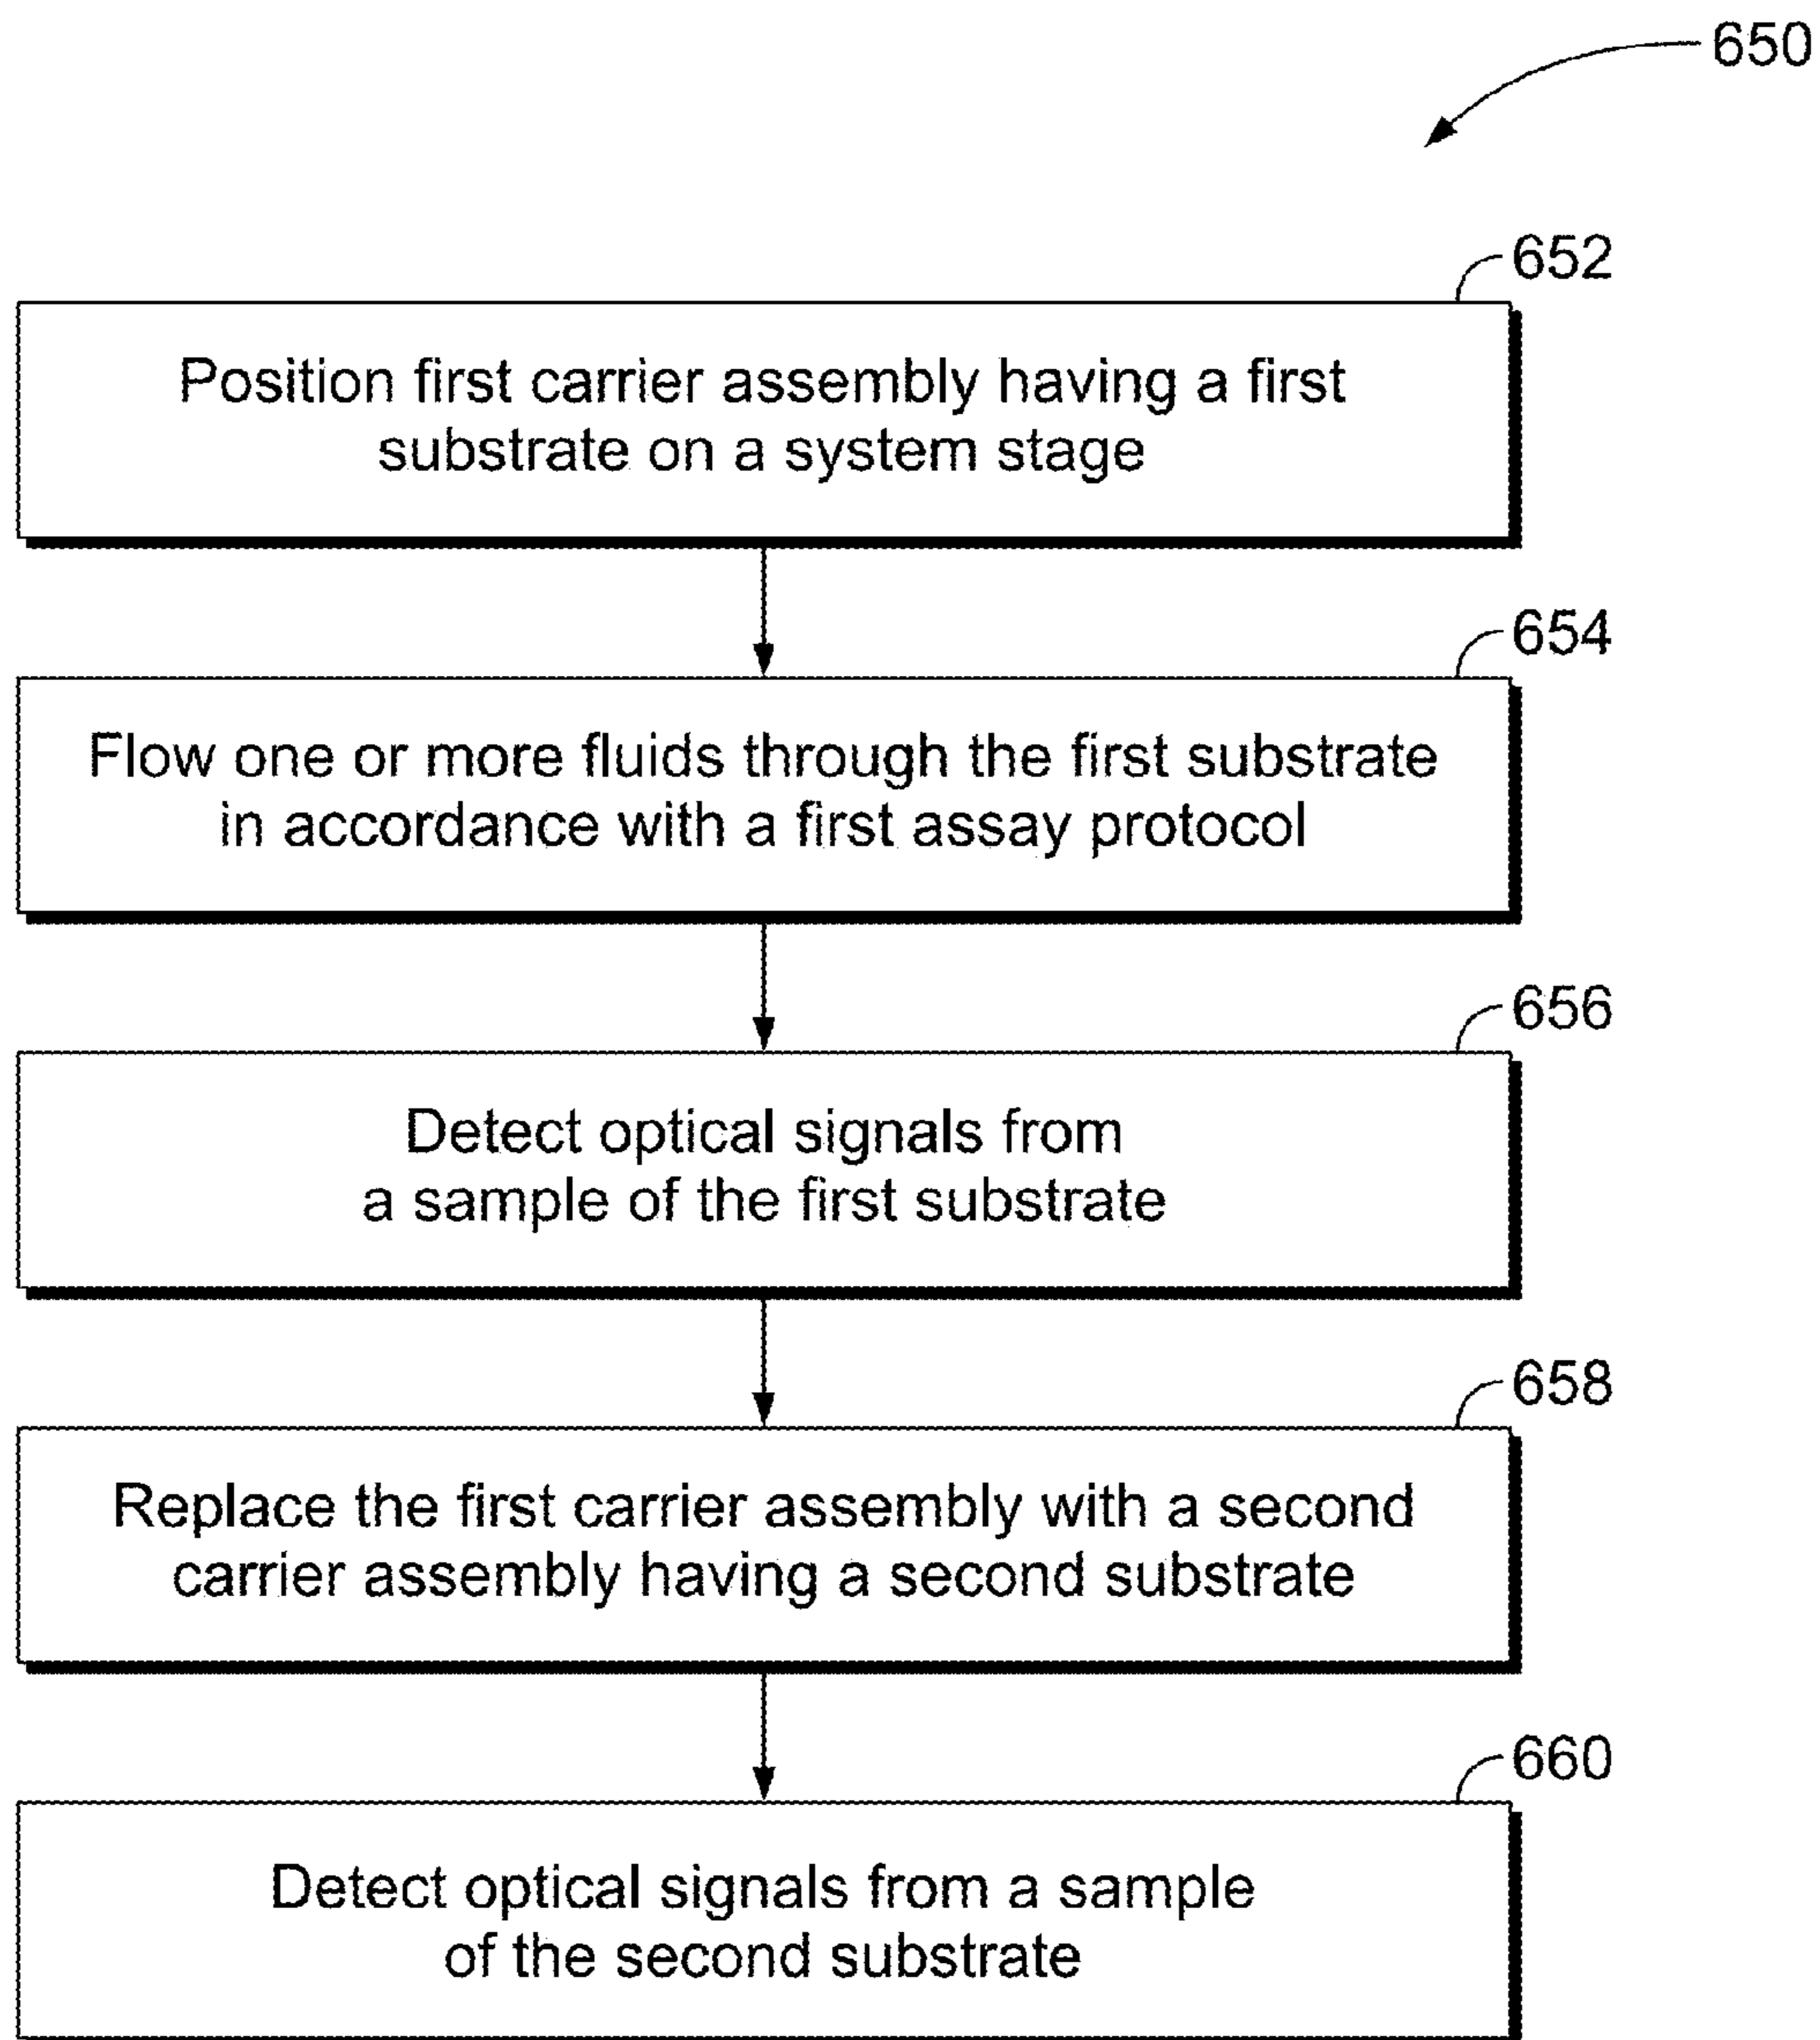 650
652
Position first carrier assembly having a first
substrate on a system stage
654
Flow one or more fluids through the first substrate
in accordance with a first assay protocol
656
Detect optical signals from
a sample of the first substrate
658
Replace the first carrier assembly with a second
carrier assembly having a second substrate
660
Detect optical signals from a sample
of the second substrate